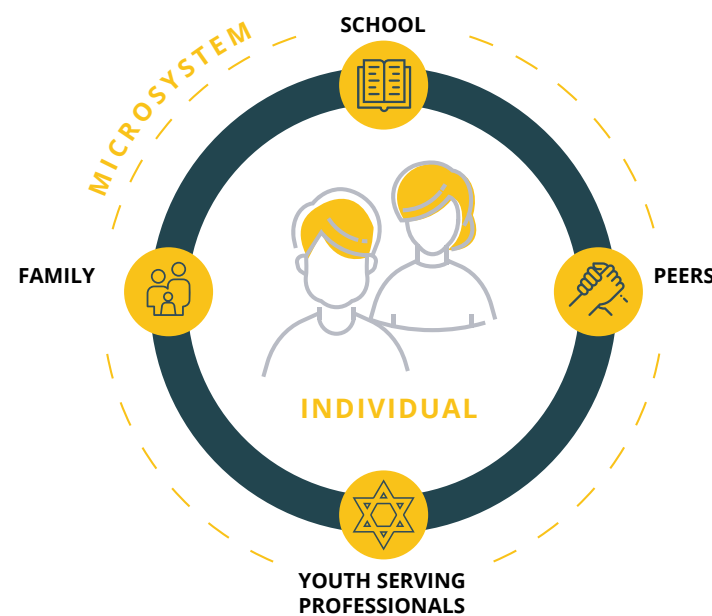 SCHOOL
MICROSYSTEM
FAMILY
PEERS
INDIVIDUAL
YOUTH SERVING
PROFESSIONALS